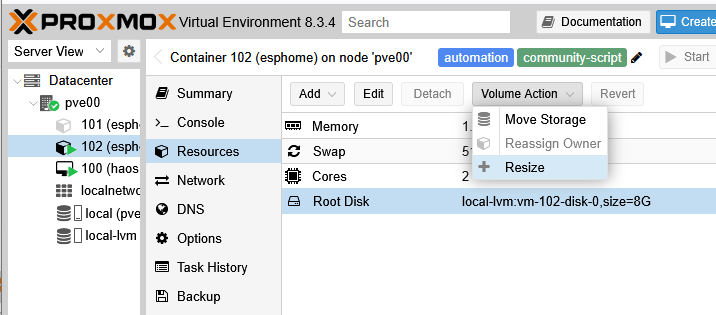 PROXMOX Virtual Environment 8.3.4 Search Documentation Create
Server View
Container 102 (esphome) on node 'pve00' automation community-script Start
Datacenter
pve00
101 (esphome
102 (esphome
100 (haos
localnetwor
local (pve
local-lvm
Summary
Console
Resources
Network
DNS
Options
Task History
Backup
Add Edit Detach Volume Action Revert
Move Storage
Reassign Owner
Resize
Memory 1.
Swap 5
Cores 2
Root Disk local-lvm:vm-102-disk-0,size=8G